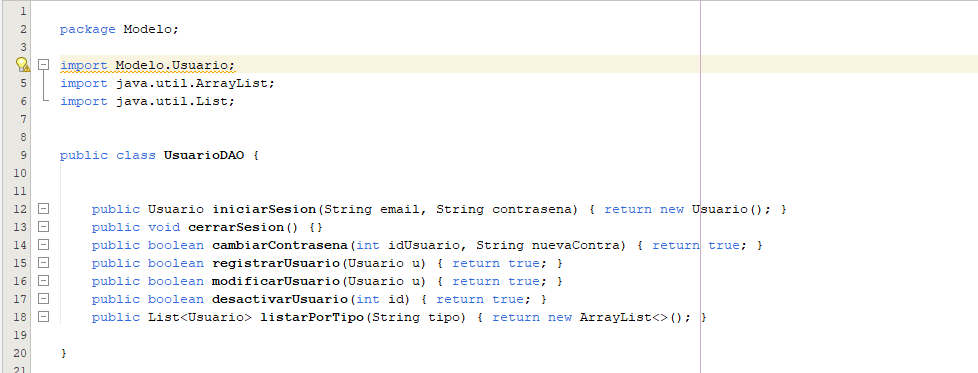 1
2 package Modelo;
3
import Modelo.Usuario;
5 import java.util.ArrayList;
6 import java.util.List;
7
8
9 public class UsuarioDAO {
10
11
12 public Usuario iniciarSesion(String email, String contrasena) { return new Usuario(); }
13 public void cerrarSesion() {}
14 public boolean cambiarContrasena(int idUsuario, String nuevaContra) { return true; }
15 public boolean registrarUsuario(Usuario u) { return true; }
16 public boolean modificarUsuario(Usuario u) { return true; }
17 public boolean desactivarUsuario(int id) { return true; }
18 public List<Usuario> listarPorTipo(String tipo) { return new ArrayList<>(); }
19
20 }
21